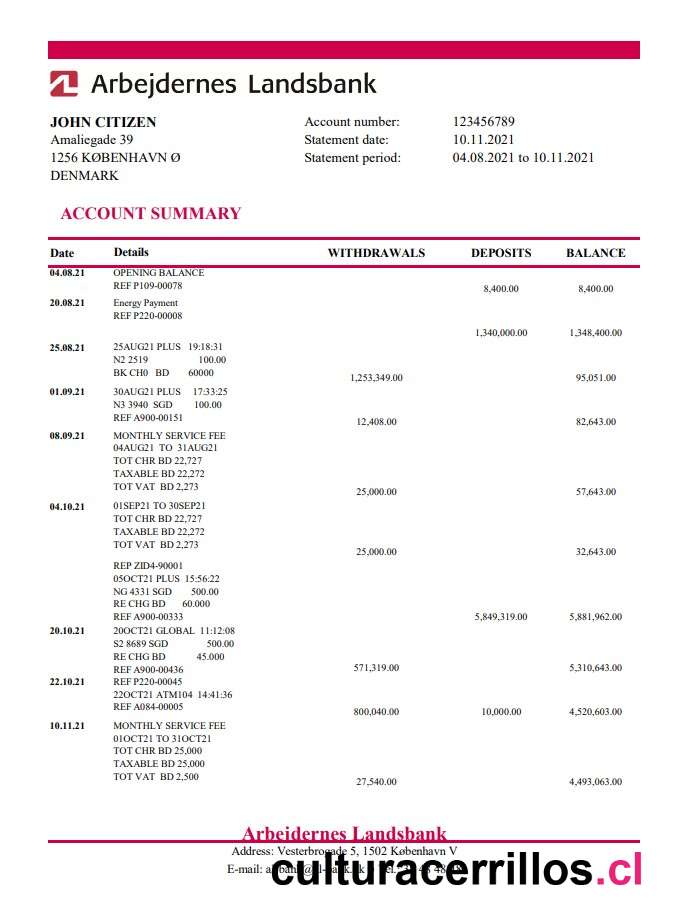 Arbejdernes Landsbank
JOHN CITIZEN Account number: 123456789
Amaliegade 39 Statement date: 10.11.2021
1256 KØBENHAVN Ø Statement period: 04.08.2021 to 10.11.2021
DENMARK
ACCOUNT SUMMARY
Date Details WITHDRAWALS DEPOSITS BALANCE
04.08.21 OPENING BALANCE
REF P109-00078 8,400.00 8,400.00
20.08.21 Energy Payment
REF P220-00008
1,340,000.00 1,348,400.00
25.08.21 25AUG21 PLUS 19:18:31
N2 2519 100.00
BK CH0 BD 60000
1,253,349.00 95,051.00
01.09.21 30AUG21 PLUS 17:33:25
N3 3940 SGD 100.00
REF A900-00151 12,408.00 82,643.00
08.09.21 MONTHLY SERVICE FEE
04AUG21 TO 31AUG21
TOT CHR BD 22,727
TAXABLE BD 22,272
TOT VAT BD 2,273
25,000.00 57,643.00
04.10.21 01SEP21 TO 30SEP21
TOT CHR BD 22,727
TAXABLE BD 22,272
TOT VAT BD 2,273
25,000.00 32,643.00
REP ZID4-90001
05OCT21 PLUS 15:56:22
NG 4331 SGD 500.00
RE CHG BD 60.000
REF A900-00333 5,849,319.00 5,881,962.00
20.10.21 20OCT21 GLOBAL 11:12:08
S2 8689 SGD 500.00
RE CHG BD 45.000
REF A900-00436 571,319.00 5,310,643.00
22.10.21 REF P220-00045
22OCT21 ATM104 14:41:36
REF A084-00005 800,040.00 10,000.00 4,520,603.00
10.11.21 MONTHLY SERVICE FEE
01OCT21 TO 31OCT21
TOT CHR BD 25,000
TAXABLE BD 25,000
TOT VAT BD 2,500
27,540.00 4,493,063.00
Arbejdernes Landsbank
Address: Vesterbrogade 5, 1502 København V
E-mail:
culturacerrillos.cl